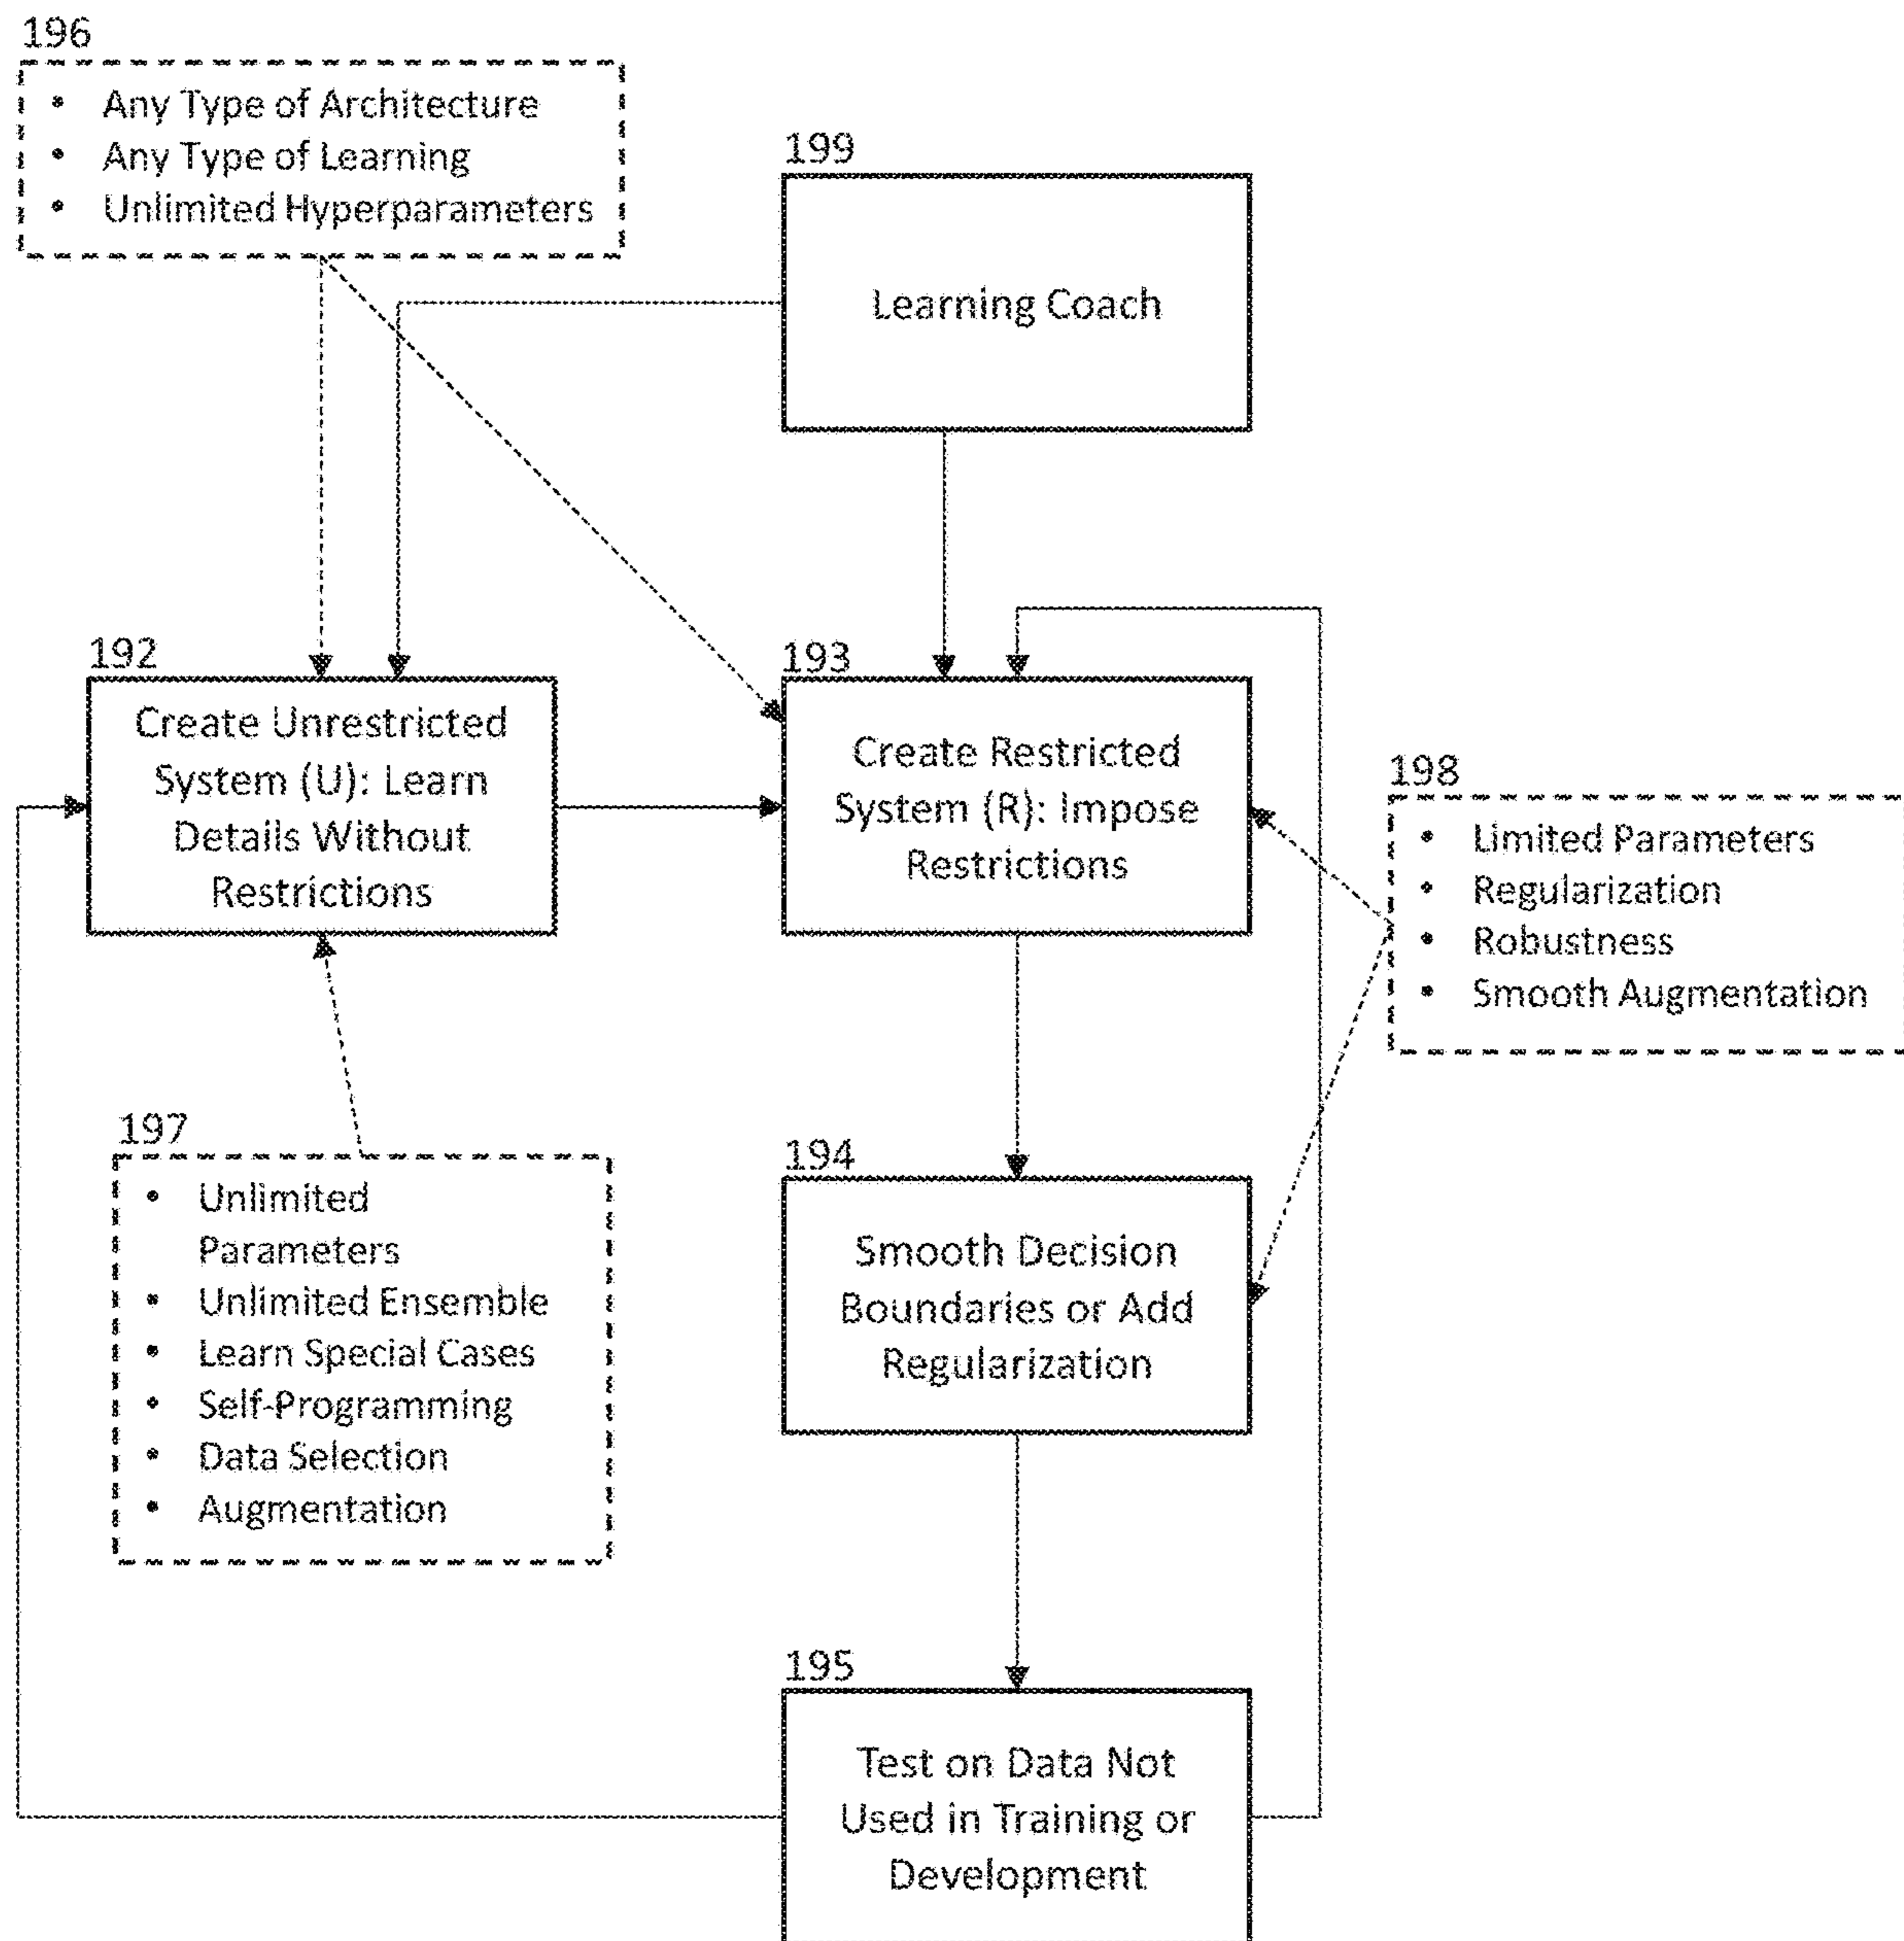 196
• Any Type of Architecture
• Any Type of Learning
• Unlimited Hyperparameters
199
Learning Coach
192
Create Unrestricted
System (U): Learn
Details Without
Restrictions
193
Create Restricted
System (R): Impose
Restrictions
198
• Limited Parameters
• Regularization
• Robustness
• Smooth Augmentation
197
• Unlimited
Parameters
• Unlimited Ensemble
• Learn Special Cases
• Self-Programming
• Data Selection
• Augmentation
194
Smooth Decision
Boundaries or Add
Regularization
195
Test on Data Not
Used in Training or
Development